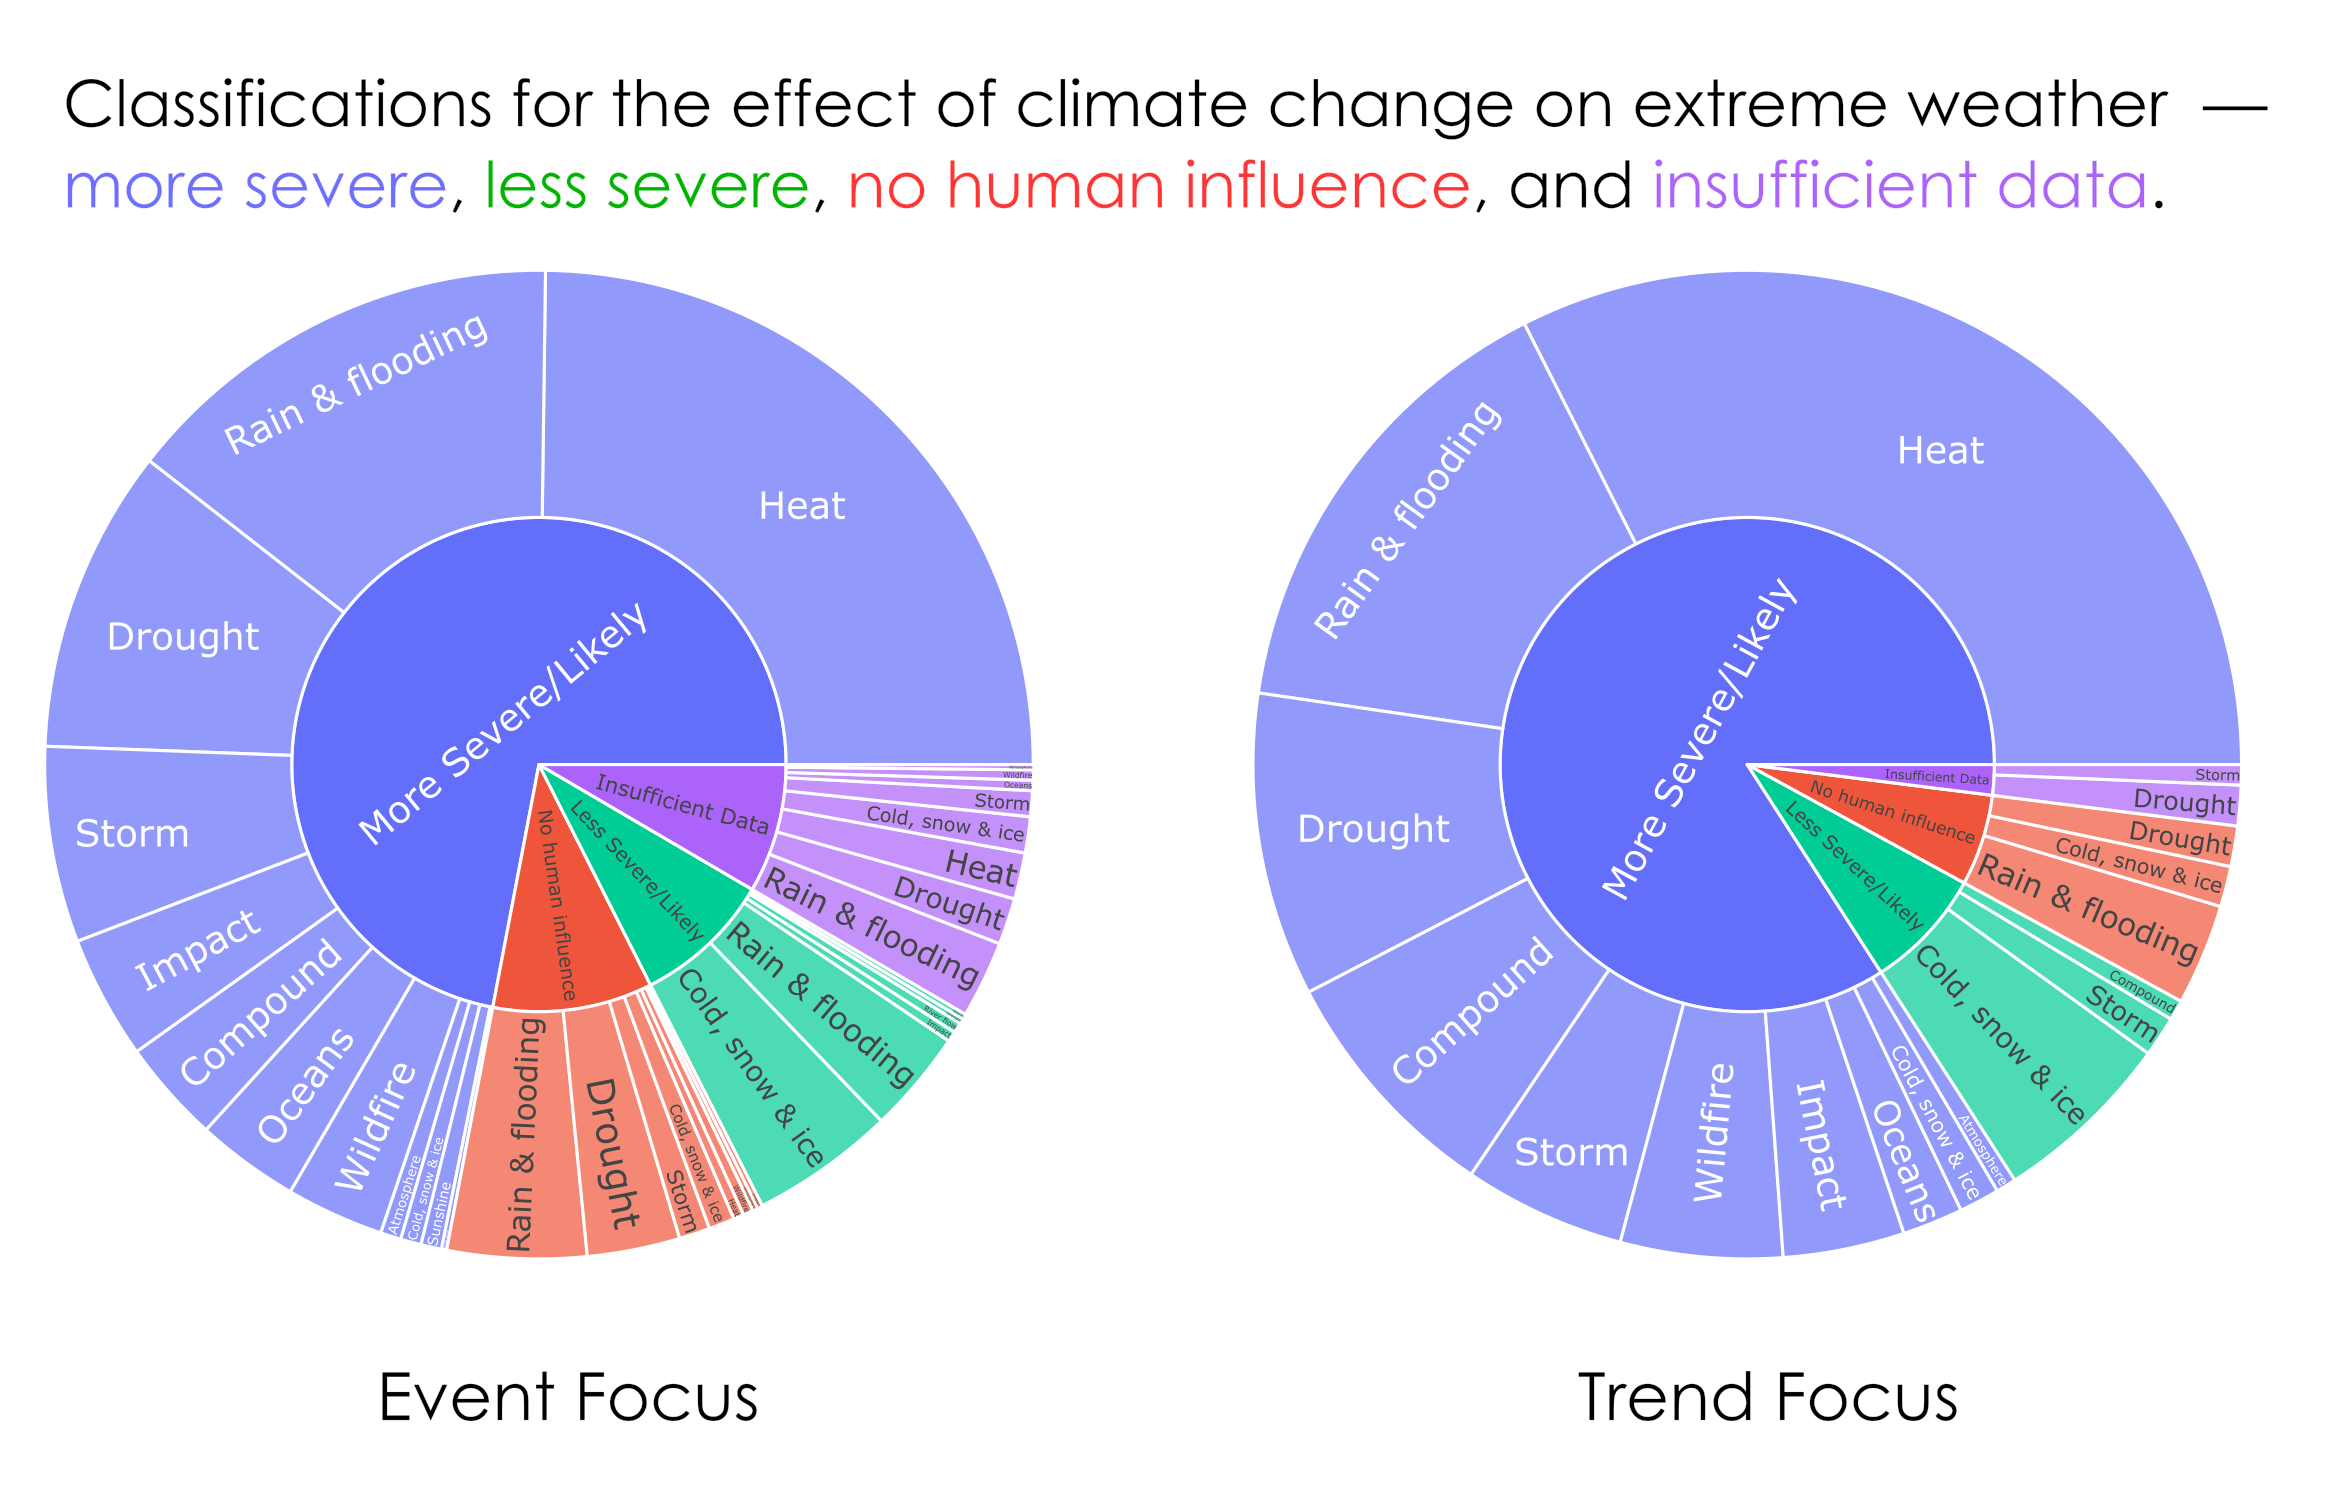 Classifications for the effect of climate change on extreme weather —
more severe, less severe, no human influence, and insufficient data.
Heat
Rain & flooding
Drought
Storm
Impact
Compound
Oceans
Wildfire
Atmosphere
Cold, snow & ice
Sunshine
More Severe/Likely
No human influence
Less Severe/Likely
Insufficient Data
Rain & flooding
Drought
Storm
Cold, snow & ice
Heat
Wildfire
Cold, snow & ice
Rain & flooding
Impact
River flow
Rain & flooding
Drought
Heat
Cold, snow & ice
Storm
Oceans
Wildfire
Atmosphere
Event Focus
Heat
Rain & flooding
Drought
Compound
Storm
Wildfire
Impact
Oceans
Cold, snow & ice
Atmosphere
More Severe/Likely
Less Severe/Likely
No human influence
Insufficient Data
Cold, snow & ice
Storm
Compound
Rain & flooding
Cold, snow & ice
Drought
Drought
Storm
Trend Focus